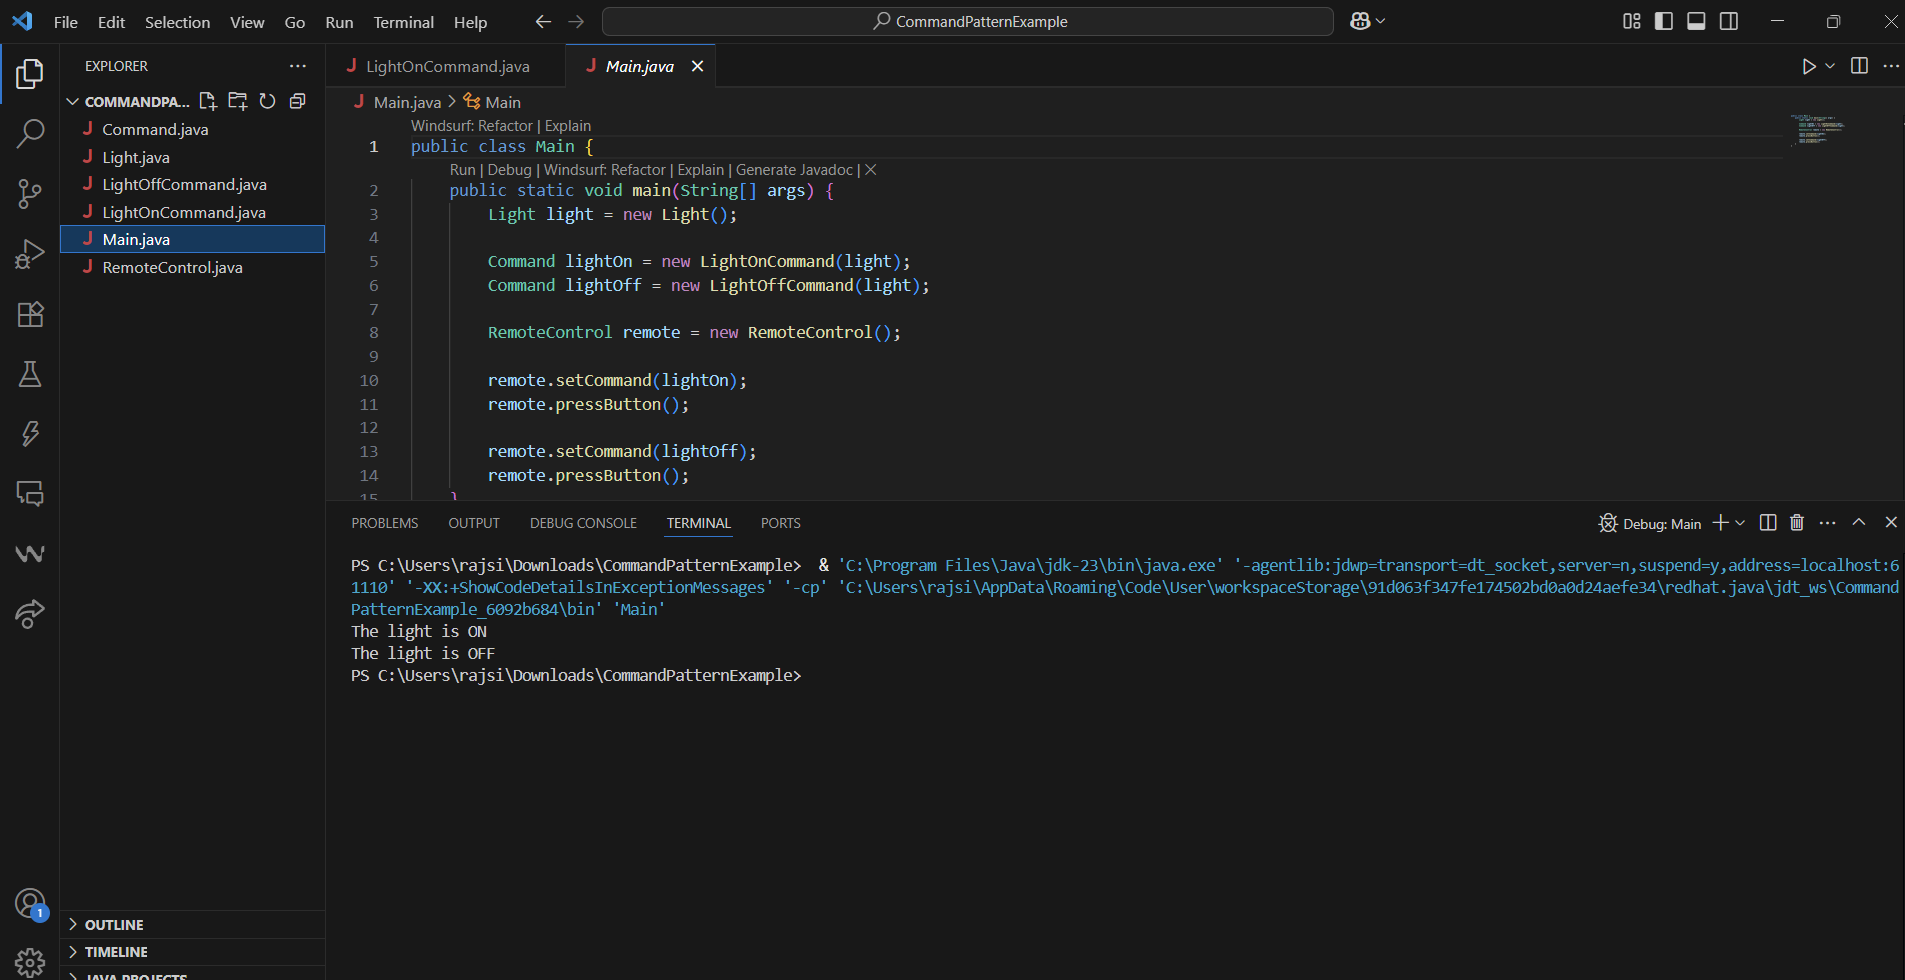 File Edit Selection View Go Run Terminal Help
CommandPatternExample
EXPLORER
COMMANDPA...
Command.java
Light.java
LightOffCommand.java
LightOnCommand.java
Main.java
RemoteControl.java
OUTLINE
TIMELINE
JAVA PROJECTS
1
LightOnCommand.java
Main.java
Main.java > Main
Windsurf: Refactor | Explain
1 public class Main {
Run | Debug | Windsurf: Refactor | Explain | Generate Javadoc | X
2 public static void main(String[] args) {
3 Light light = new Light();
4
5 Command lightOn = new LightOnCommand(light);
6 Command lightOff = new LightOffCommand(light);
7
8 RemoteControl remote = new RemoteControl();
9
10 remote.setCommand(lightOn);
11 remote.pressButton();
12
13 remote.setCommand(lightOff);
14 remote.pressButton();
15 }
PROBLEMS OUTPUT DEBUG CONSOLE TERMINAL PORTS
Debug: Main
PS C:\Users\rajsi\Downloads\CommandPatternExample>  & 'C:\Program Files\Java\jdk-23\bin\java.exe' '-agentlib:jdwp=transport=dt_socket,server=n,suspend=y,address=localhost:6
1110' '-XX:+ShowCodeDetailsInExceptionMessages' '-cp' 'C:\Users\rajsi\AppData\Roaming\Code\User\workspaceStorage\91d063f347fe174502bd0a0d24aefe34\redhat.java\jdt_ws\Command
PatternExample_6092b684\bin' 'Main'
The light is ON
The light is OFF
PS C:\Users\rajsi\Downloads\CommandPatternExample>